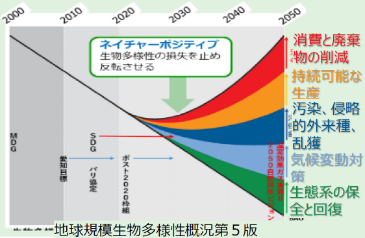 2000
2010
2020
2030
2040
2050
ネイチャーポジティブ
生物多様性の損失を止め
反転させる
消費と廃棄
物の削減
持続可能な
生産
汚染、侵略
的外来種、
乱獲
気候変動対
策
生態系の保
全と回復
MDG
SDG
愛知目標
パリ協定
ポスト2020枠組
地球規模生物多様性概況第５版